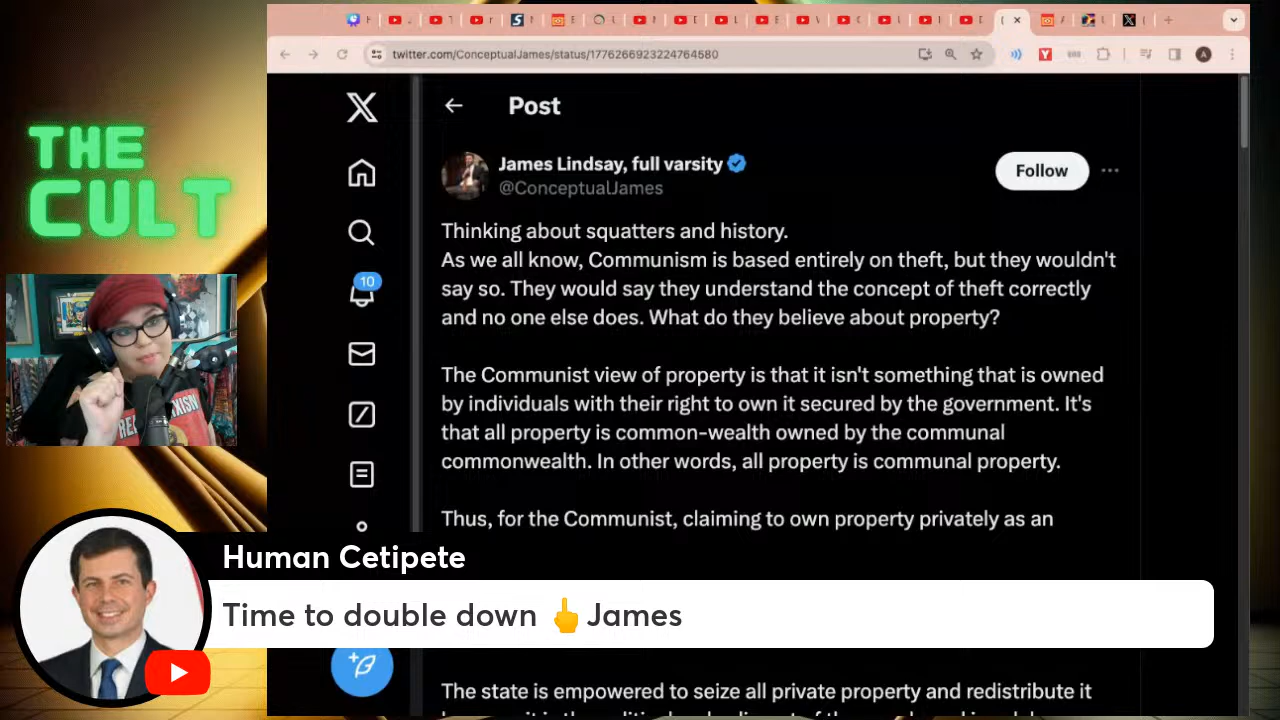 THE
CULT
twitter.com/ConceptualJames/status/1776266923224764580
Post
James Lindsay, full varsity
@ConceptualJames
Follow
10
Thinking about squatters and history.
As we all know, Communism is based entirely on theft, but they wouldn't
say so. They would say they understand the concept of theft correctly
and no one else does. What do they believe about property?
The Communist view of property is that it isn't something that is owned
by individuals with their right to own it secured by the government. It's
that all property is common-wealth owned by the communal
commonwealth. In other words, all property is communal property.
Thus, for the Communist, claiming to own property privately as an
Human Cetipete
Time to double down 🖕James
The state is empowered to seize all private property and redistribute it